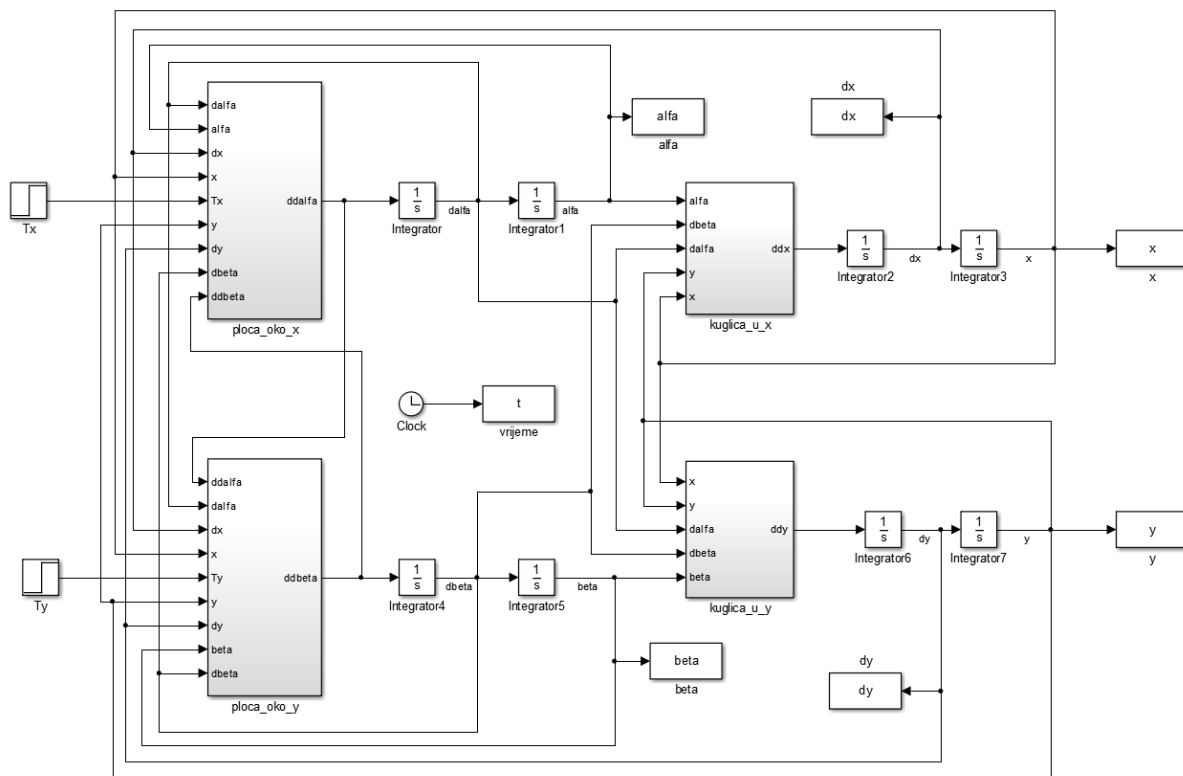 dx
dx
alfa
alfa
dalfa
alfa
dx
x
Tx
y
dy
dbeta
ddbeta
ddalfa
ploca_oko_x
Tx
1
s
Integrator
dalfa
1
s
Integrator1
alfa
alfa
dbeta
dalfa
y
x
ddx
kuglica_u_x
1
s
Integrator2
dx
1
s
Integrator3
x
x
x
Clock
t
vrijeme
ddalfa
dalfa
dx
x
Ty
y
dy
beta
dbeta
ddbeta
ploca_oko_y
Ty
1
s
Integrator4
dbeta
1
s
Integrator5
beta
x
y
dalfa
dbeta
beta
ddy
kuglica_u_y
1
s
Integrator6
dy
1
s
Integrator7
y
y
y
beta
beta
dy
dy